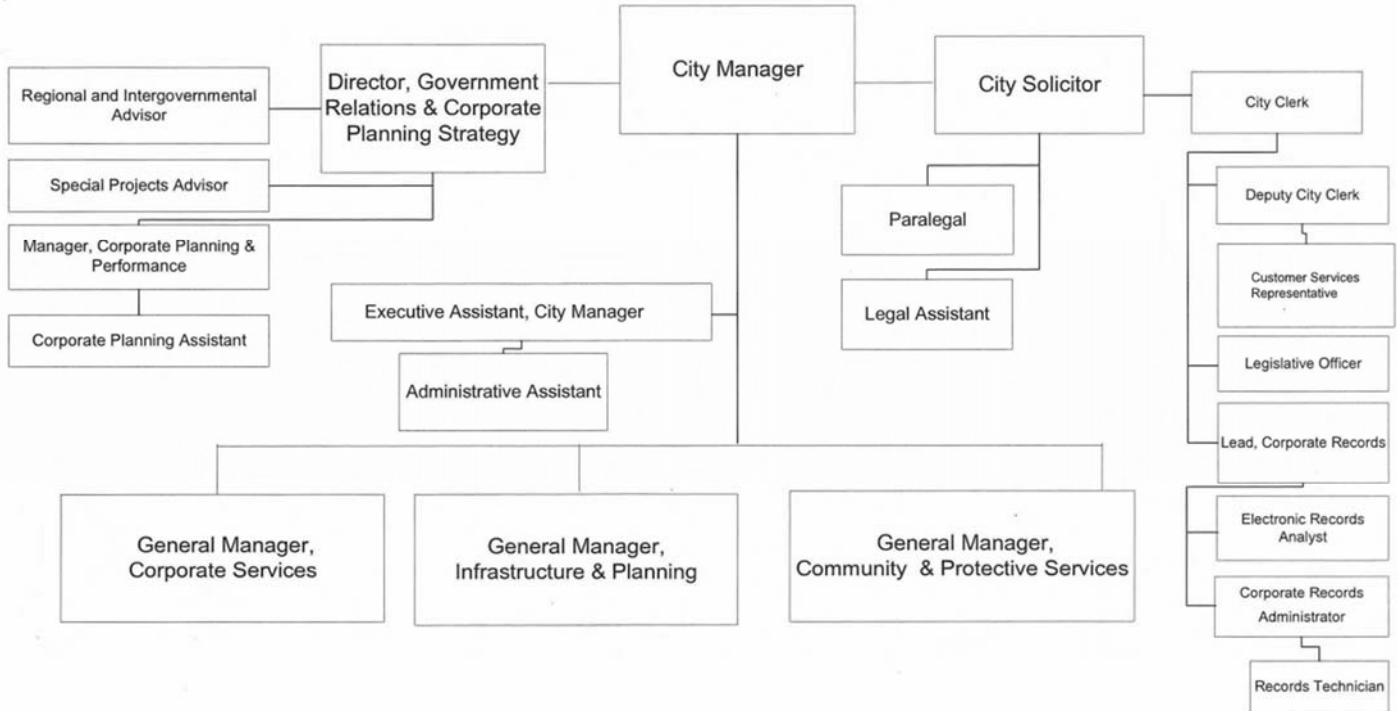 City Manager
Director, Government
Relations & Corporate
Planning Strategy
City Solicitor
Regional and Intergovernmental
Advisor
City Clerk
Special Projects Advisor
Deputy City Clerk
Paralegal
Manager, Corporate Planning &
Performance
Customer Services
Representative
Executive Assistant, City Manager
Legal Assistant
Corporate Planning Assistant
Legislative Officer
Administrative Assistant
Lead, Corporate Records
General Manager,
Corporate Services
General Manager,
Infrastructure & Planning
General Manager,
Community & Protective Services
Electronic Records
Analyst
Corporate Records
Administrator
Records Technician